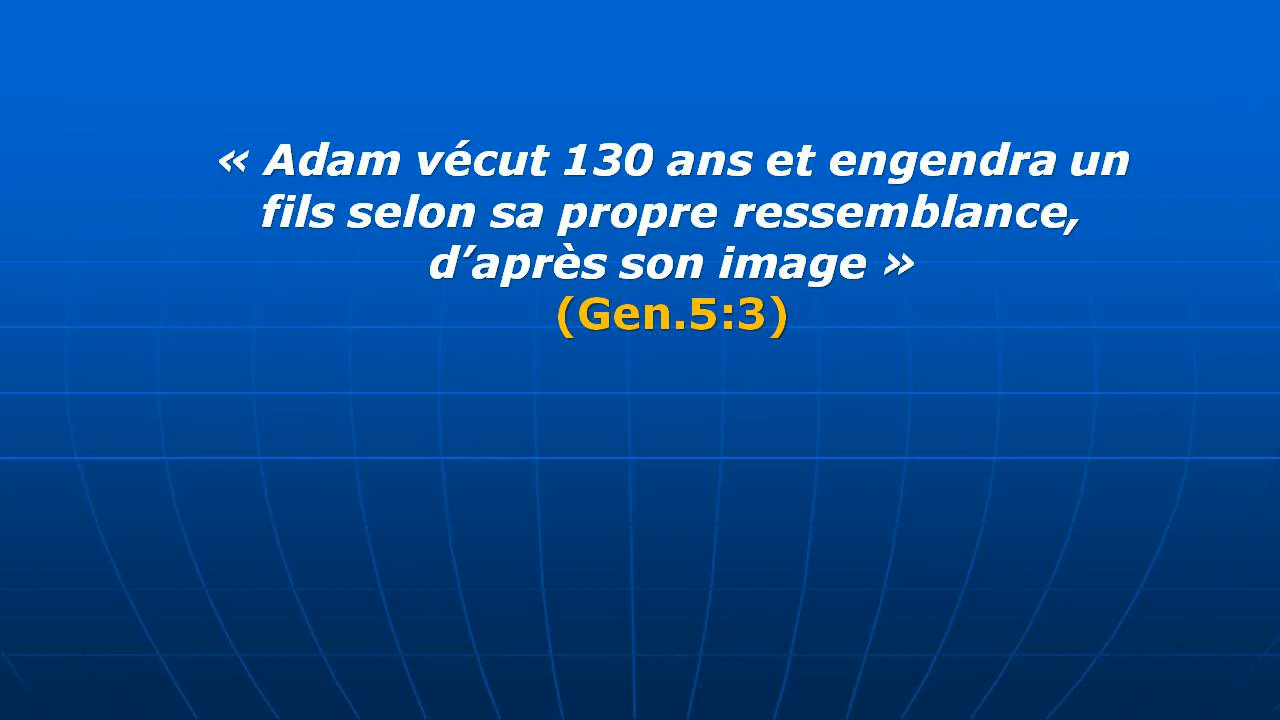 « Adam vécut 130 ans et engendra un
fils selon sa propre ressemblance,
d’après son image »
(Gen.5:3)